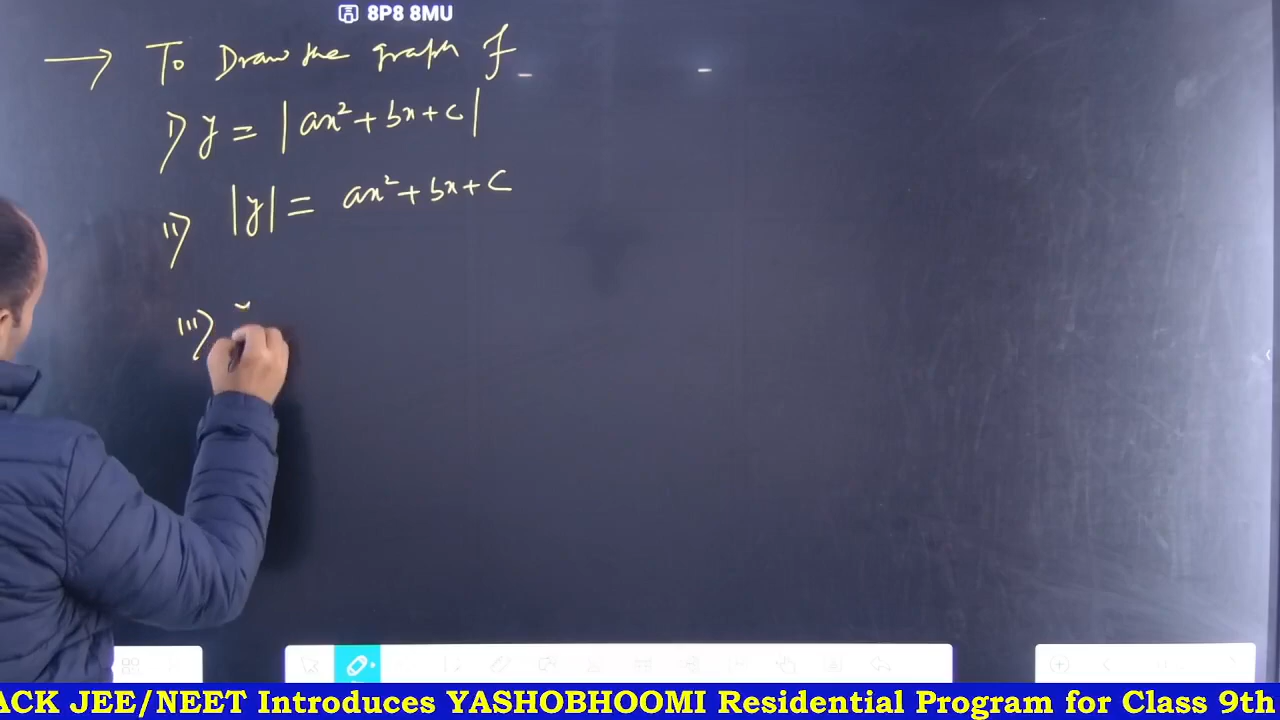 8P8 8MU
→ To Draw the graph of
i) y = |ax² + bx + c|
ii) |y| = ax² + bx + c
iii)
ACK JEE/NEET Introduces YASHOBHOOMI Residential Program for Class 9th